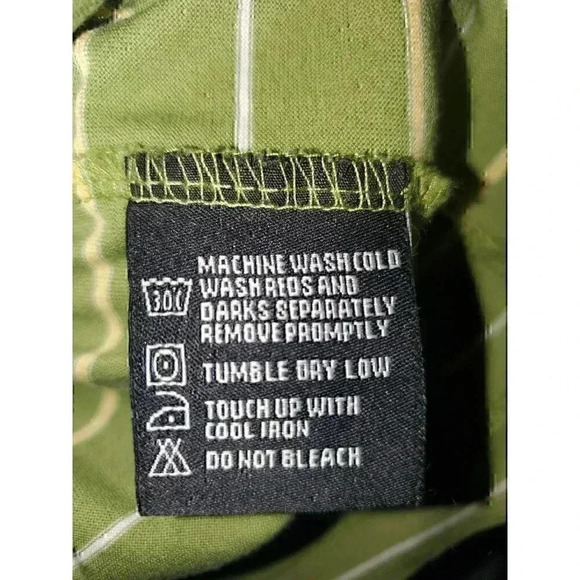 MACHINE WASH COLD
WASH REDS AND
30C DARKS SEPARATELY
REMOVE PROMPTLY
TUMBLE DRY LOW
TOUCH UP WITH
COOL IRON
DO NOT BLEACH